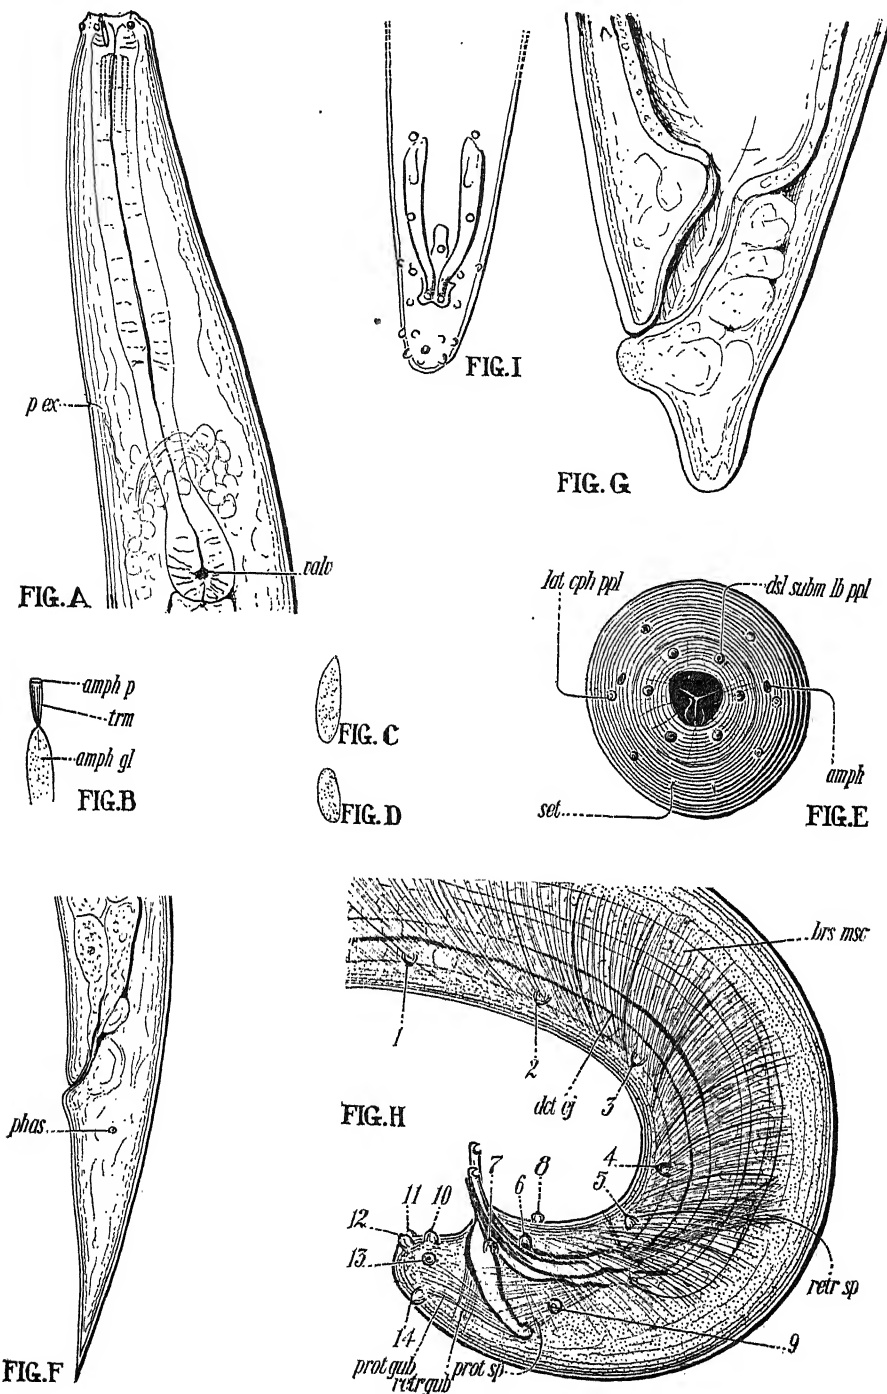 FIG. I
FIG. G
p ex
valv
FIG. A
lat cph ppl
dsl subm lb ppl
amph p
trm
amph gl
FIG. B
FIG. C
FIG. D
amph
set
FIG. E
brs msc
1
2
dct ej
3
FIG. H
phas.
4
5
6
7
8
11
10
12
13
14
prot gub
retr gub
prot sp
retr sp
9
FIG. F